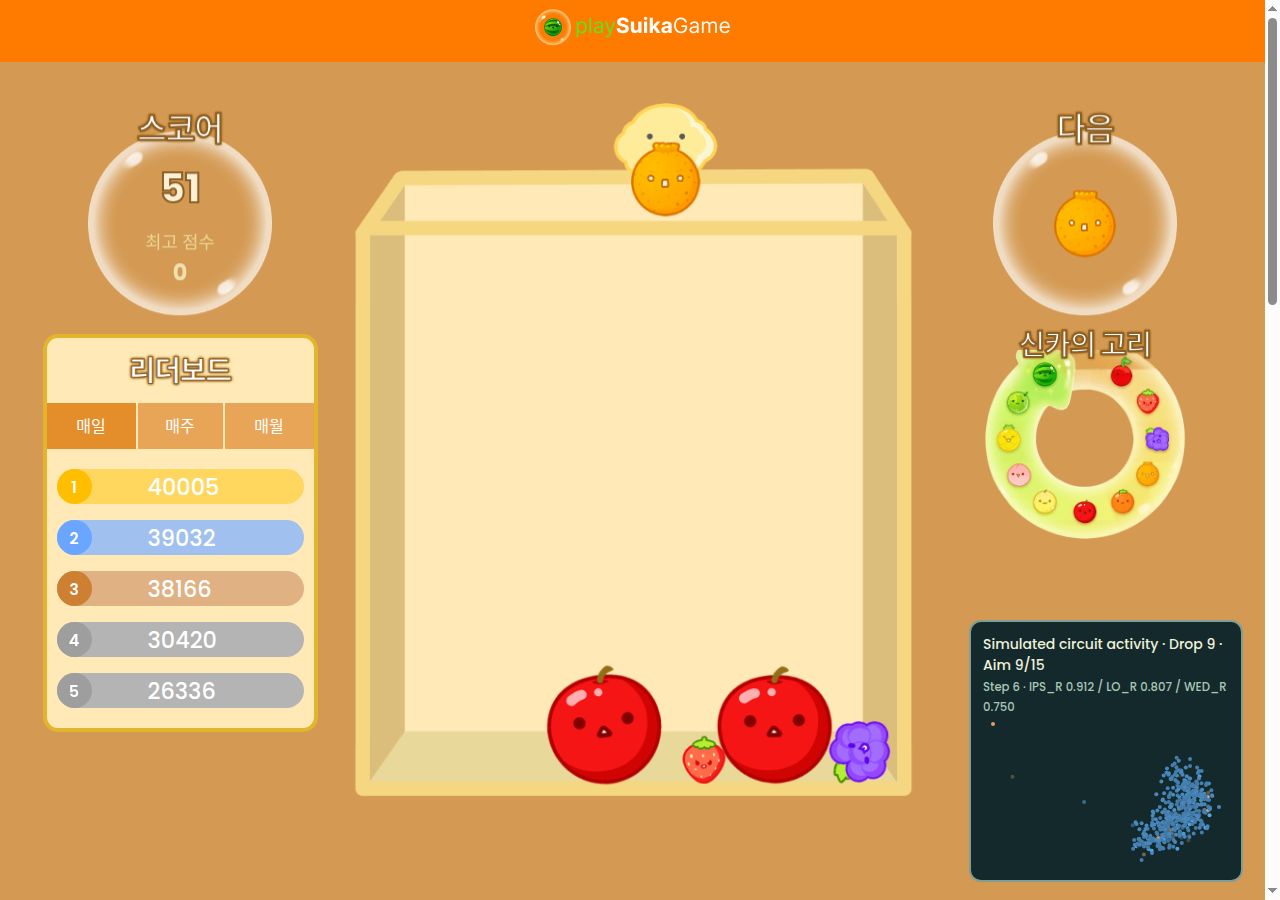 playSuikaGame
스코어
51
최고 점수
0
다음
신카의 고리
리더보드
매일 매주 매월
1 40005
2 39032
3 38166
4 30420
5 26336
Simulated circuit activity · Drop 9 ·
Aim 9/15
Step 6 · IPS_R 0.912 / LO_R 0.807 / WED_R
0.750